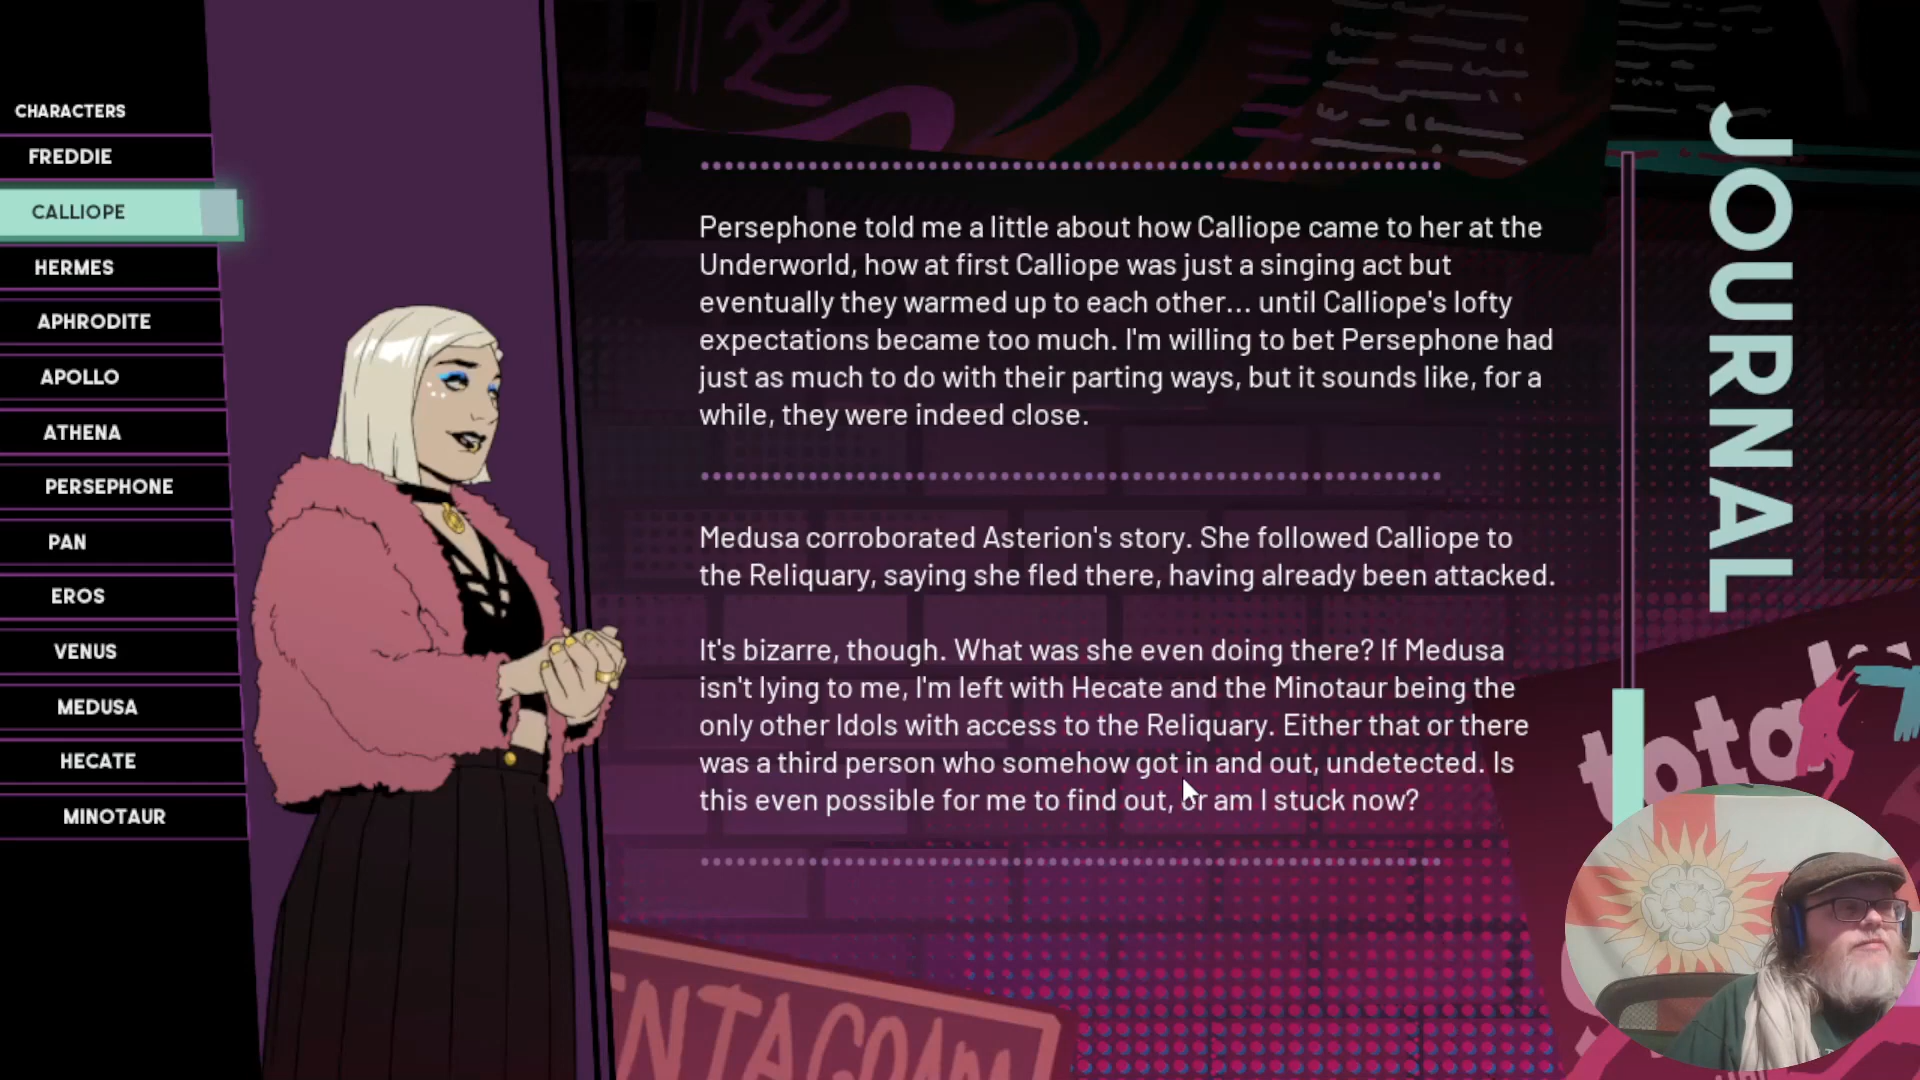 CHARACTERS
FREDDIE
CALLIOPE
HERMES
APHRODITE
APOLLO
ATHENA
PERSEPHONE
PAN
EROS
VENUS
MEDUSA
HECATE
MINOTAUR
Persephone told me a little about how Calliope came to her at the
Underworld, how at first Calliope was just a singing act but
eventually they warmed up to each other... until Calliope's lofty
expectations became too much. I'm willing to bet Persephone had
just as much to do with their parting ways, but it sounds like, for a
while, they were indeed close.
Medusa corroborated Asterion's story. She followed Calliope to
the Reliquary, saying she fled there, having already been attacked.
It's bizarre, though. What was she even doing there? If Medusa
isn't lying to me, I'm left with Hecate and the Minotaur being the
only other Idols with access to the Reliquary. Either that or there
was a third person who somehow got in and out, undetected. Is
this even possible for me to find out, or am I stuck now?
JOURNAL